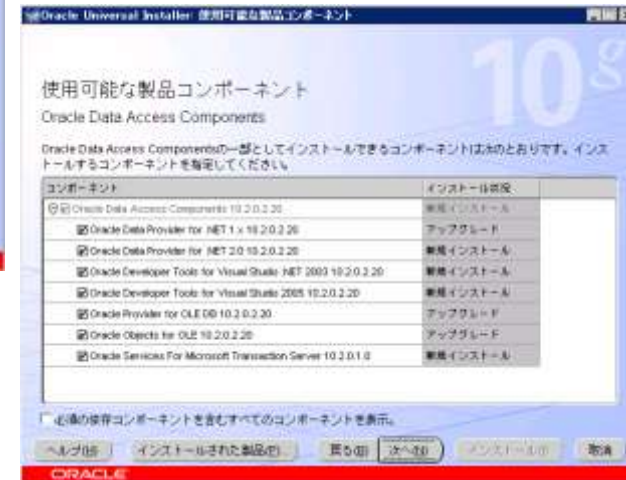 Oracle Universal Installer: 使用可能な製品コンポーネント
10g
使用可能な製品コンポーネント
Oracle Data Access Components
Oracle Data Access Componentsの一部としてインストールできるコンポーネントは次のとおりです。インス
トールするコンポーネントを指定してください。
コンポーネント インストール状況
Oracle Data Access Components 10.2.0.2.20 新規インストール
Oracle Data Provider for .NET 1.x 10.2.0.2.20 アップグレード
Oracle Data Provider for .NET 2.0 10.2.0.2.20 新規インストール
Oracle Developer Tools for Visual Studio .NET 2003 10.2.0.2.20 新規インストール
Oracle Developer Tools for Visual Studio 2005 10.2.0.2.20 新規インストール
Oracle Provider for OLE DB 10.2.0.2.20 アップグレード
Oracle Objects for OLE 10.2.0.2.20 アップグレード
Oracle Services For Microsoft Transaction Server 10.2.0.1.0 新規インストール
必須の依存コンポーネントを含むすべてのコンポーネントを表示。
ヘルプ(H) インストールされた製品(P) 戻る(B) 次へ(N) インストール(I) 取消
ORACLE